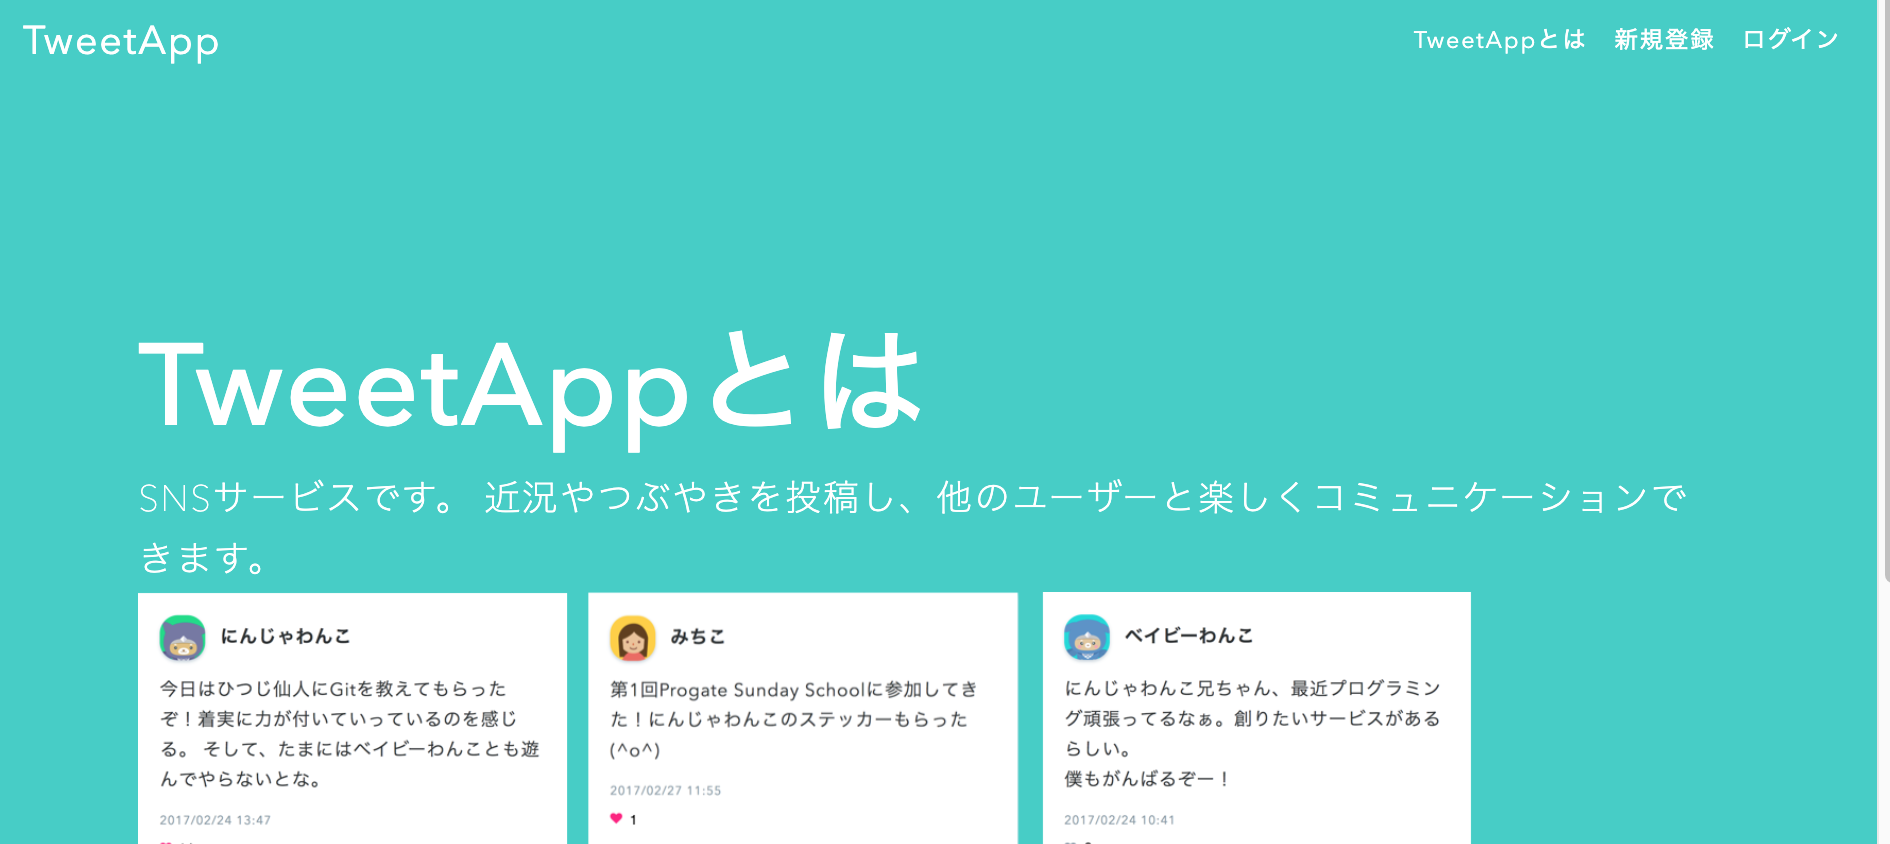 TweetApp
TweetAppとは 新規登録 ログイン
TweetAppとは
SNSサービスです。 近況やつぶやきを投稿し、他のユーザーと楽しくコミュニケーションで
きます。
にんじゃわんこ
今日はひつじ仙人にGitを教えてもらった
ぞ！着実に力が付いていっているのを感じ
る。 そして、たまにはベイビーわんことも遊
んでやらないとな。
2017/02/24 13:47
みちこ
第1回Progate Sunday Schoolに参加してき
た！にんじゃわんこのステッカーもらった
(^o^)
2017/02/27 11:55
1
ベイビーわんこ
にんじゃわんこ兄ちゃん、最近プログラミン
グ頑張ってるなぁ。創りたいサービスがある
らしい。
僕もがんばるぞー！
2017/02/24 10:41